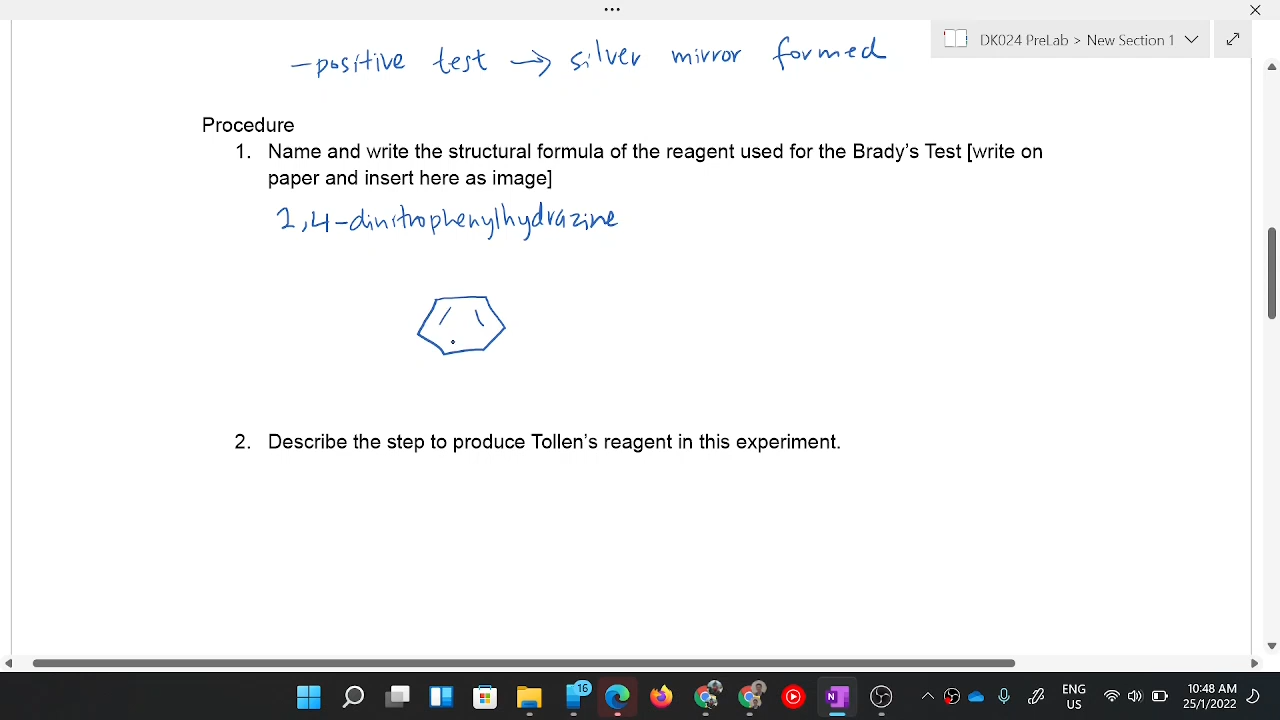 ...
DK024 PreLab > New Section 1
-positive test → silver mirror formed
Procedure
1. Name and write the structural formula of the reagent used for the Brady's Test [write on
paper and insert here as image]
2,4-dinitrophenylhydrazine
2. Describe the step to produce Tollen's reagent in this experiment.
16
N
ENG
US
10:48 AM
25/1/2022